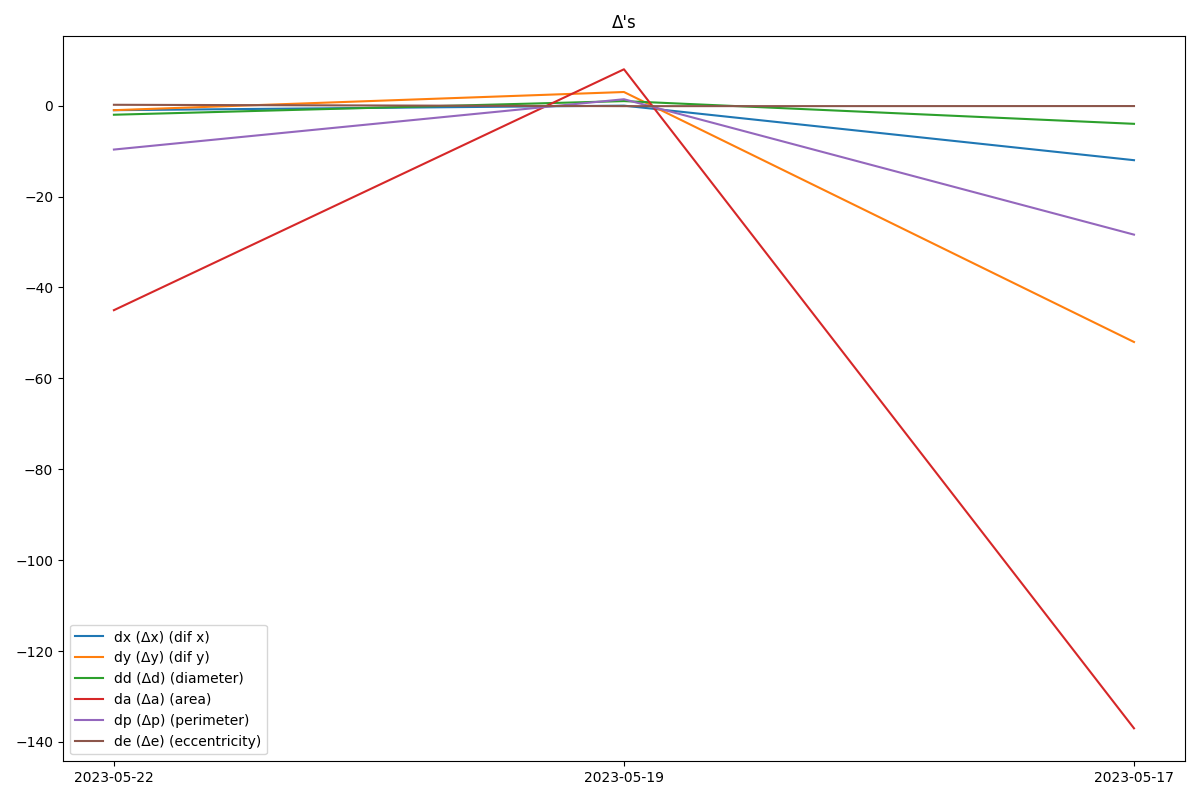 Δ's
0
−20
−40
−60
−80
−100
−120
−140
dx (Δx) (dif x)
dy (Δy) (dif y)
dd (Δd) (diameter)
da (Δa) (area)
dp (Δp) (perimeter)
de (Δe) (eccentricity)
2023-05-22
2023-05-19
2023-05-17